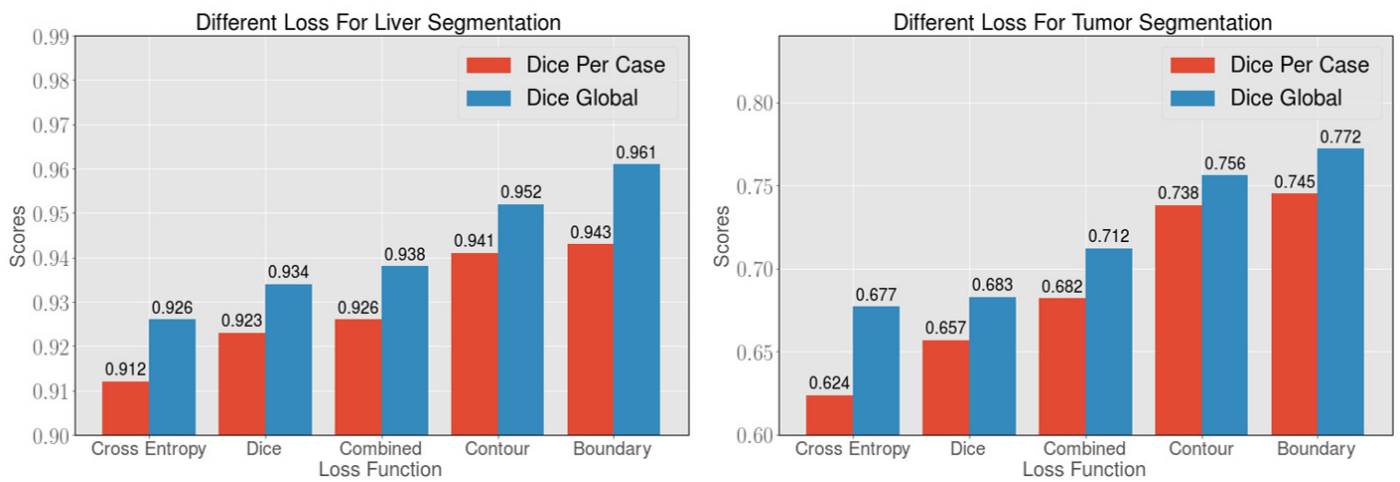 Different Loss For Liver Segmentation
Dice Per Case
Dice Global
Scores
0.99
0.98
0.97
0.96
0.95
0.94
0.93
0.92
0.91
0.90
0.912
0.926
0.923
0.934
0.926
0.938
0.941
0.952
0.943
0.961
Cross Entropy Dice Combined Contour Boundary
Loss Function
Different Loss For Tumor Segmentation
Dice Per Case
Dice Global
Scores
0.80
0.75
0.70
0.65
0.60
0.624
0.677
0.657
0.683
0.682
0.712
0.738
0.756
0.745
0.772
Cross Entropy Dice Combined Contour Boundary
Loss Function